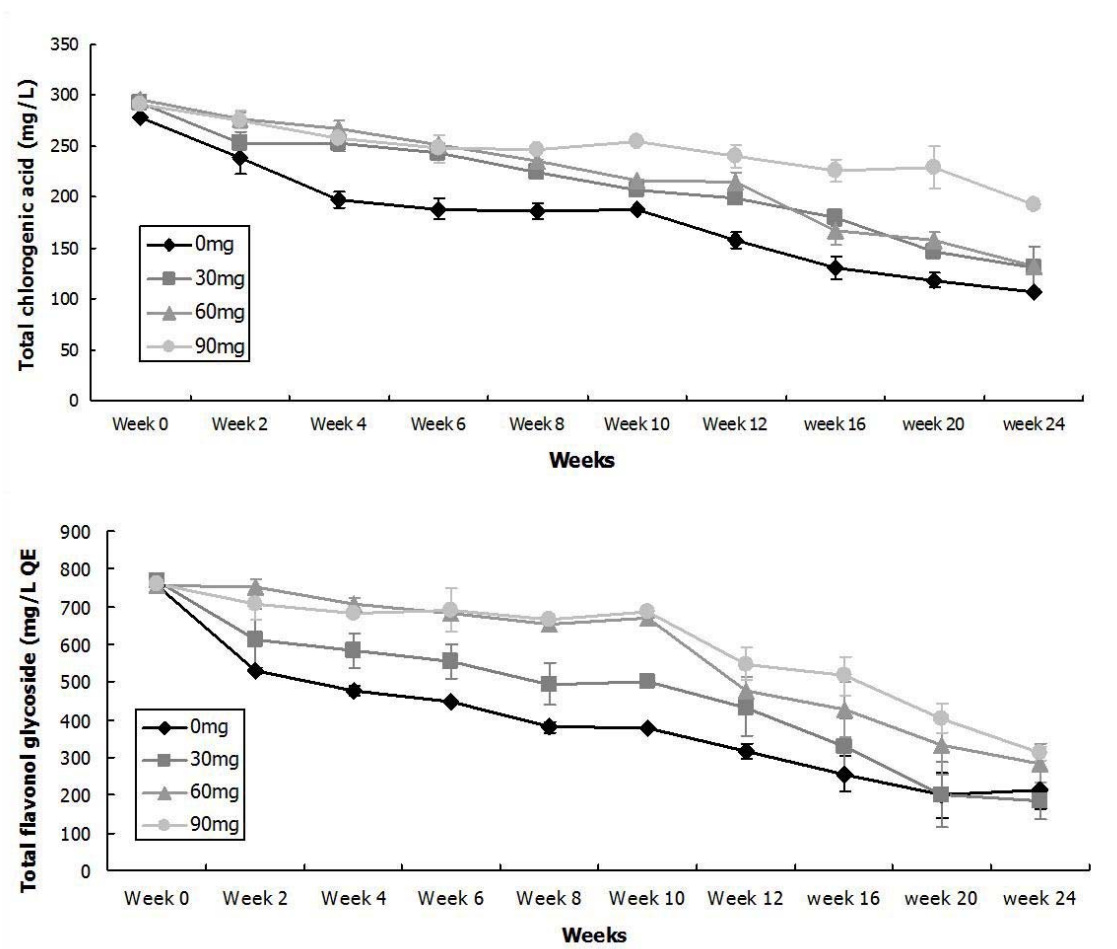 Total chlorogenic acid (mg/L)
350
300
250
200
150
100
50
0
0mg
30mg
60mg
90mg
Week 0 Week 2 Week 4 Week 6 Week 8 Week 10 Week 12 week 16 week 20 week 24
Weeks
Total flavonol glycoside (mg/L QE
900
800
700
600
500
400
300
200
100
0
0mg
30mg
60mg
90mg
Week 0 Week 2 Week 4 Week 6 Week 8 Week 10 Week 12 week 16 week 20 week 24
Weeks